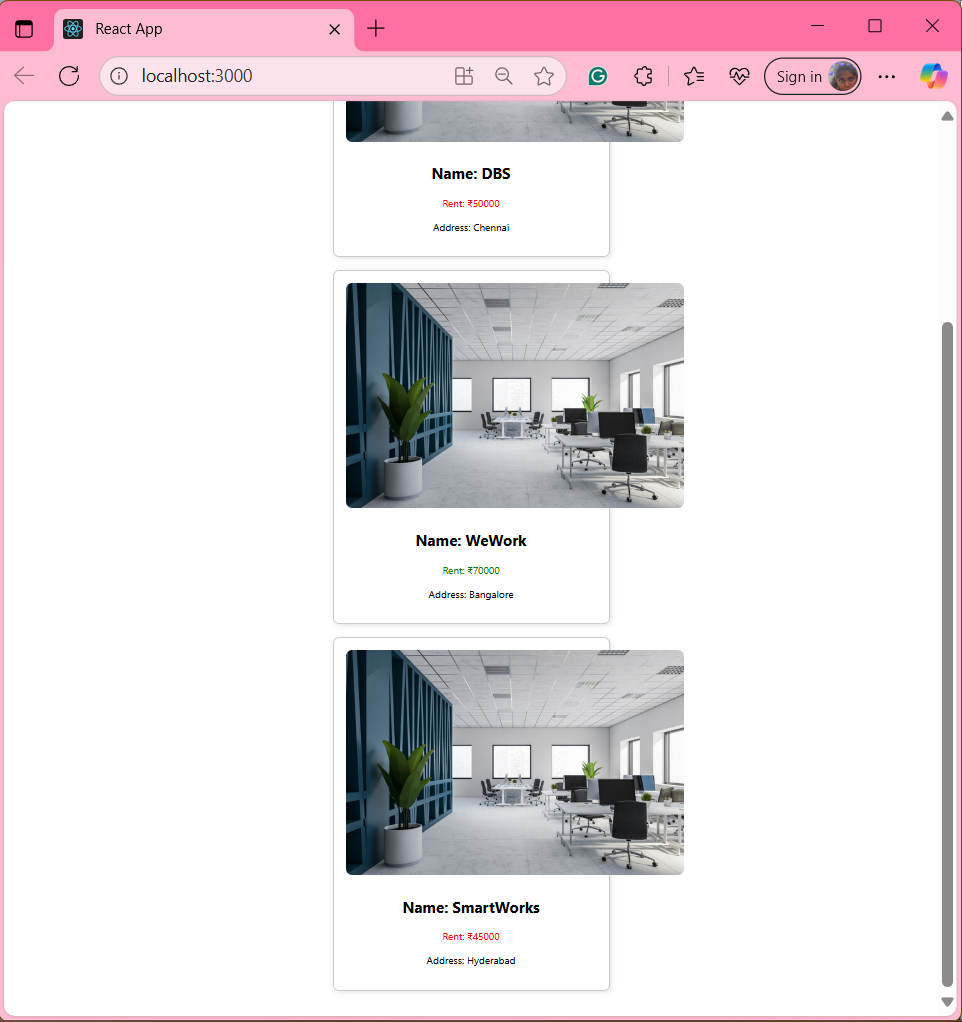 React App
localhost:3000
Sign in
Name: DBS
Rent: ₹50000
Address: Chennai
Name: WeWork
Rent: ₹70000
Address: Bangalore
Name: SmartWorks
Rent: ₹45000
Address: Hyderabad